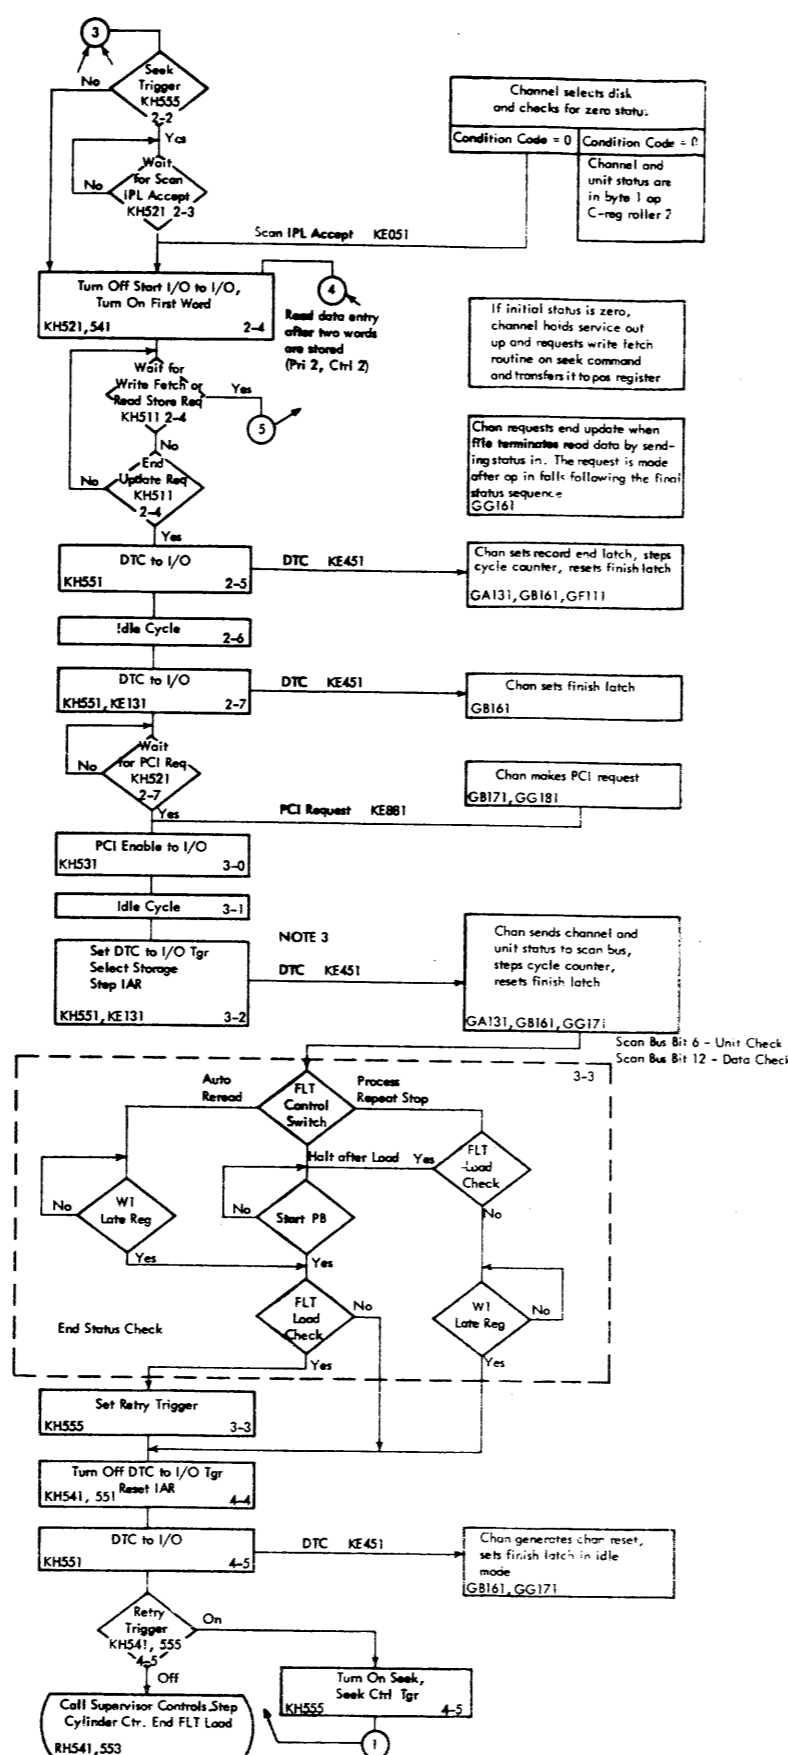 3
Seek
Trigger
KH555
2-2
No
Yes
Wait
for Scan
IPL Accept
KH521 2-3
No
Channel selects disk
and checks for zero status.
Condition Code = 0
Condition Code =
Channel and
unit status are
in byte 1 op
C-reg roller 2
Scan IPL Accept KE051
Turn Off Start I/O to I/O,
Turn On First Word
KH521,541 2-4
4
Read data entry
after two words
are stored
(Pri 2, Ctrl 2)
If initial status is zero,
channel holds service out
up and requests write fetch
routine on seek command
and transfers it to pos register
Wait for
Write Fetch or
Read Store Req
KH511 2-4
Yes
5
No
End
Update Req
KH511
2-4
No
Yes
Chan requests end update when
file terminates read data by send-
ing status in. The request is made
after op in falls following the final
status sequence
GG161
DTC to I/O
KH551 2-5
DTC KE451
Chan sets record end latch, steps
cycle counter, resets finish latch
GA131,GB161,GF111
Idle Cycle 2-6
DTC to I/O
KH551,KE131 2-7
DTC KE451
Chan sets finish latch
GB161
Wait
for PCI Req
KH521
2-7
No
Yes
Chan makes PCI request
GB171,GG181
PCI Request KE881
PCI Enable to I/O
KH531 3-0
Idle Cycle 3-1
Set DTC to I/O Tgr
Select Storage
Step IAR
KH551,KE131 3-2
NOTE 3
DTC KE451
Chan sends channel and
unit status to scan bus,
steps cycle counter,
resets finish latch
GA131,GB161,GG171
Scan Bus Bit 6 - Unit Check
Scan Bus Bit 12 - Data Check
3-3
Auto
Reread
FLT
Control
Switch
Process
Repeat Stop
Halt after Load
Yes
FLT
Load
Check
No
W1
Late Reg
No
Yes
Start PB
No
Yes
FLT
Load
Check
No
Yes
W1
Late Reg
No
Yes
End Status Check
Set Retry Trigger
KH555 3-3
Turn Off DTC to I/O Tgr
Reset IAR
KH541, 551 4-4
DTC to I/O
KH551 4-5
DTC KE451
Chan generates chan reset,
sets finish latch in idle
mode
GB161,GG171
Retry
Trigger
KH541, 555
4-5
On
Off
Turn On Seek,
Seek Ctrl Tgr
KH555 4-5
1
Call Supervisor Controls, Step
Cylinder Ctr. End FLT Load
RH541,553